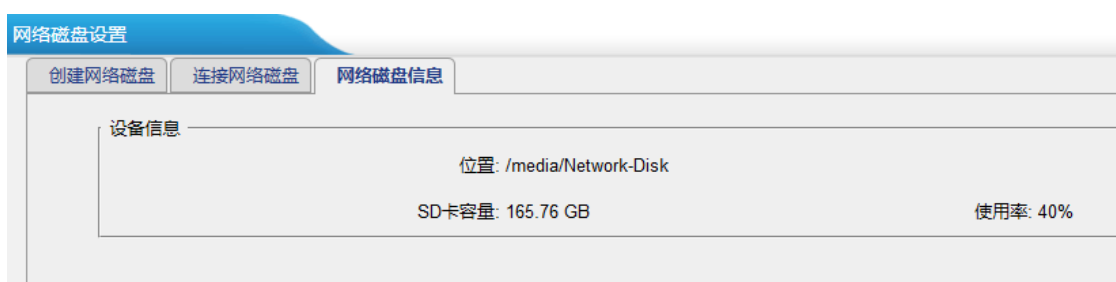 网络磁盘设置
创建网络磁盘 连接网络磁盘 网络磁盘信息
设备信息
位置: /media/Network-Disk
SD卡容量: 165.76 GB 使用率: 40%